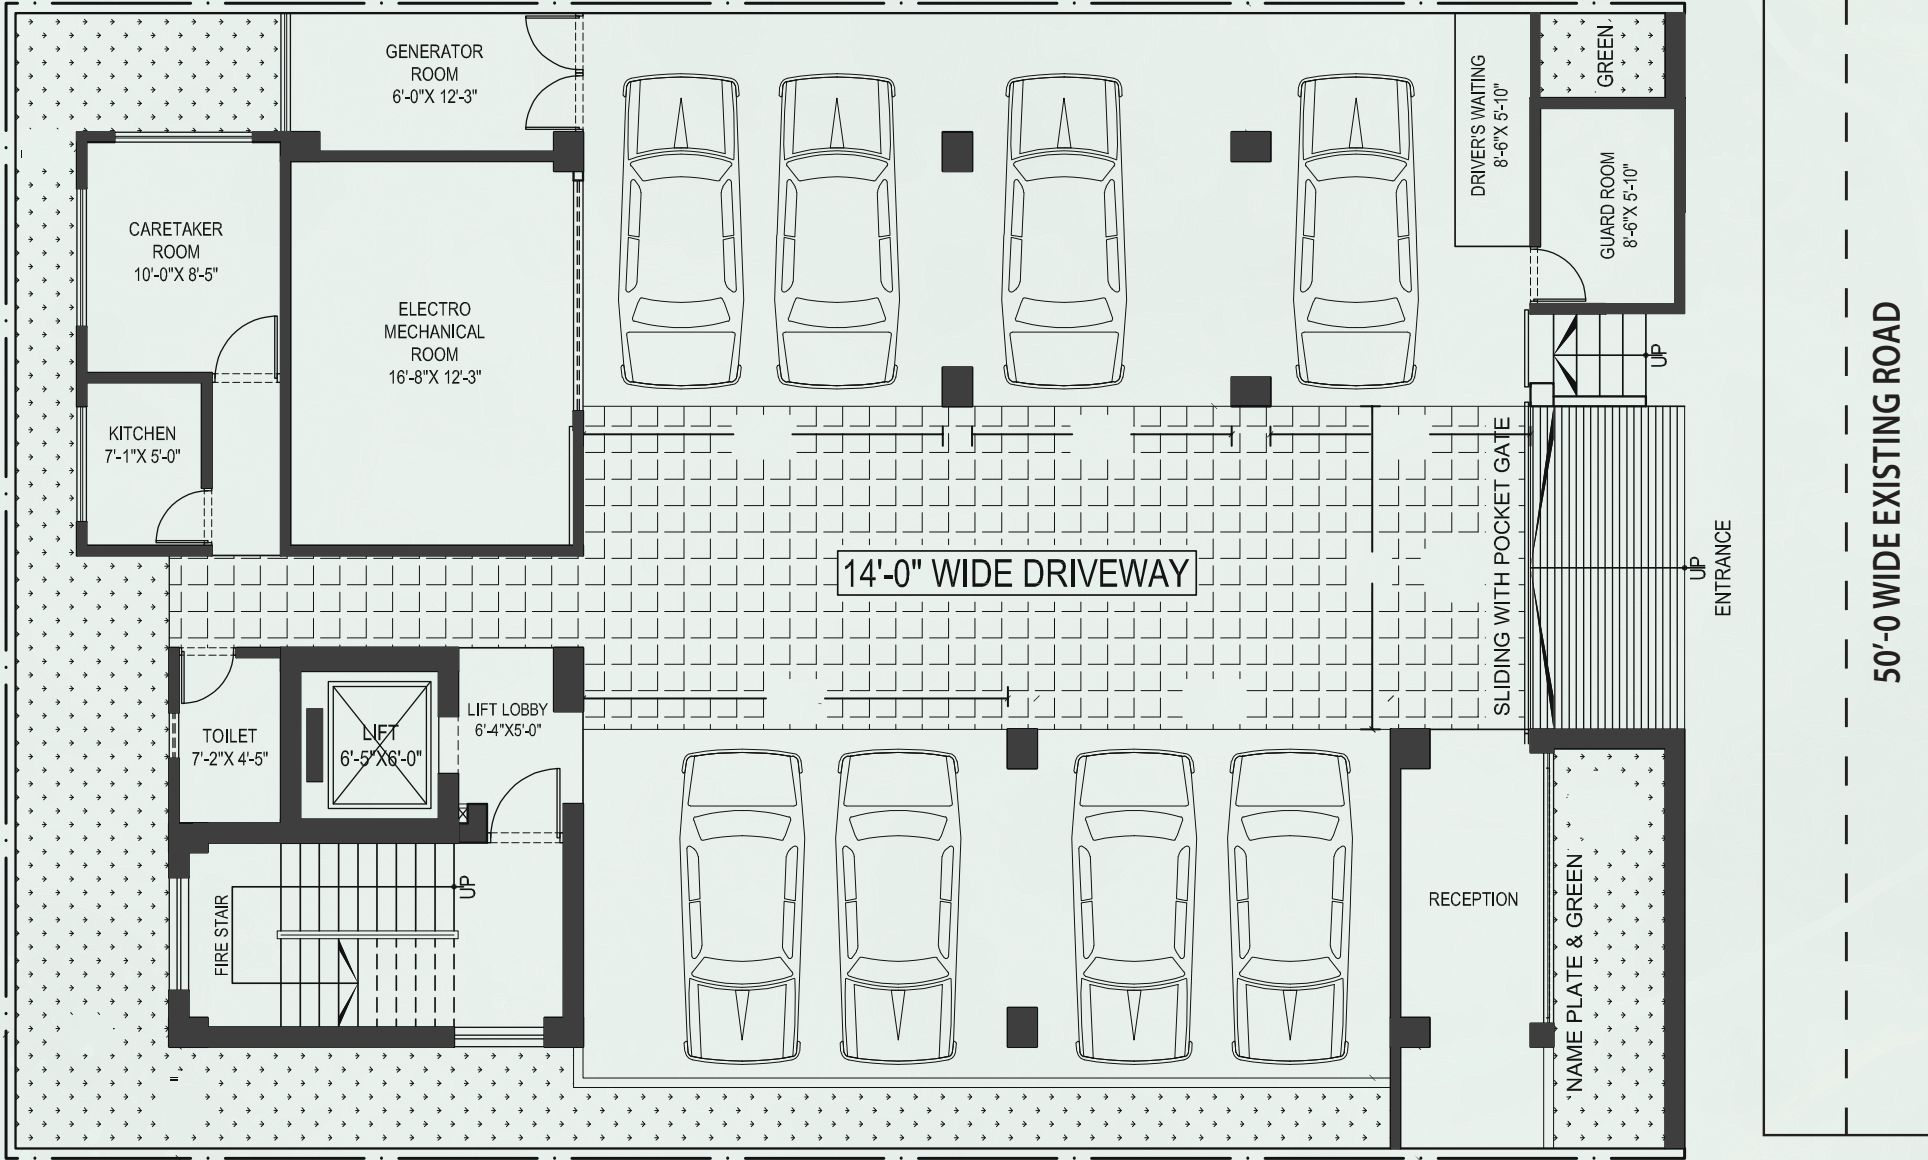 GENERATOR
ROOM
6'-0"X 12'-3"
DRIVER'S WAITING
8'-6"X 5'-10"
GREEN
GUARD ROOM
8'-6"X 5'-10"
CARETAKER
ROOM
10'-0"X 8'-5"
ELECTRO
MECHANICAL
ROOM
16'-8"X 12'-3"
UP
KITCHEN
7'-1"X 5'-0"
SLIDING WITH POCKET GATE
14'-0" WIDE DRIVEWAY
UP
ENTRANCE
50'-0 WIDE EXISTING ROAD
TOILET
7'-2"X 4'-5"
LIFT
6'-5"X6'-0"
LIFT LOBBY
6'-4"X5'-0"
UP
FIRE STAIR
RECEPTION
NAME PLATE & GREEN